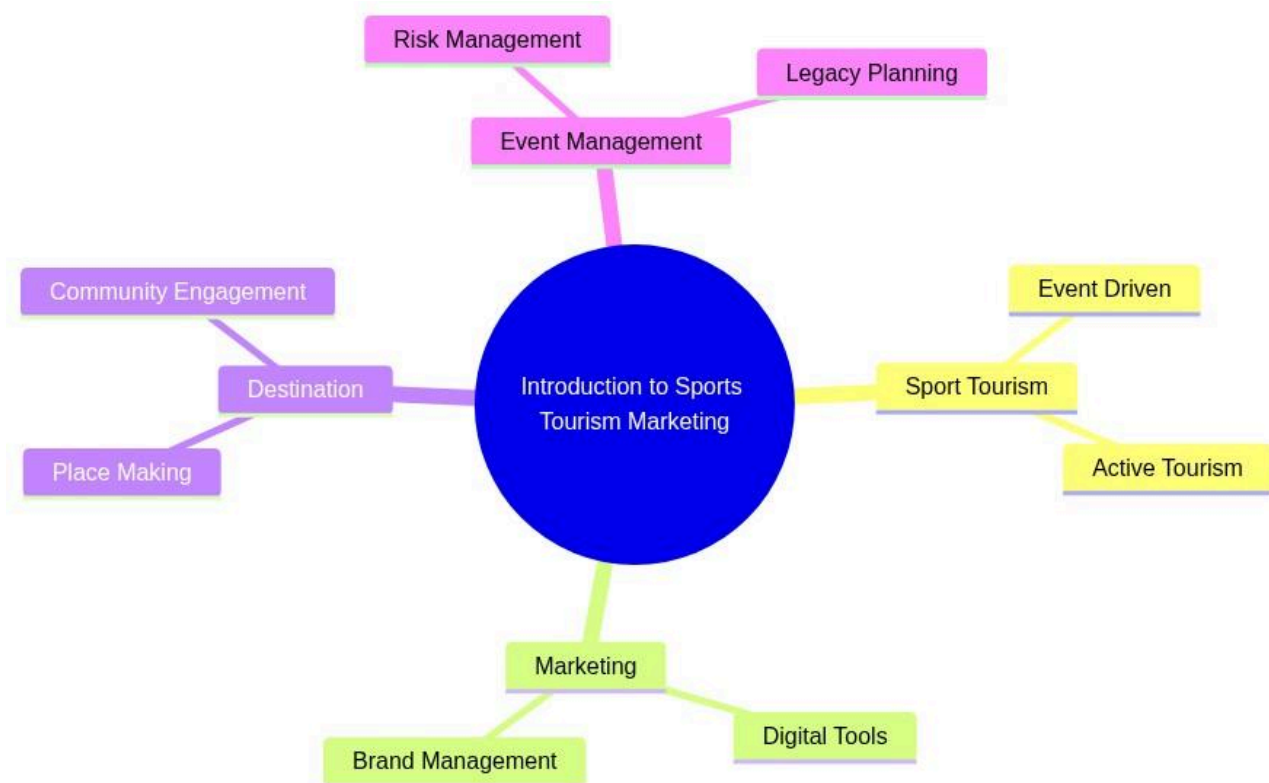 Risk Management
Legacy Planning
Event Management
Community Engagement
Event Driven
Destination
Introduction to Sports
Tourism Marketing
Sport Tourism
Place Making
Active Tourism
Marketing
Digital Tools
Brand Management